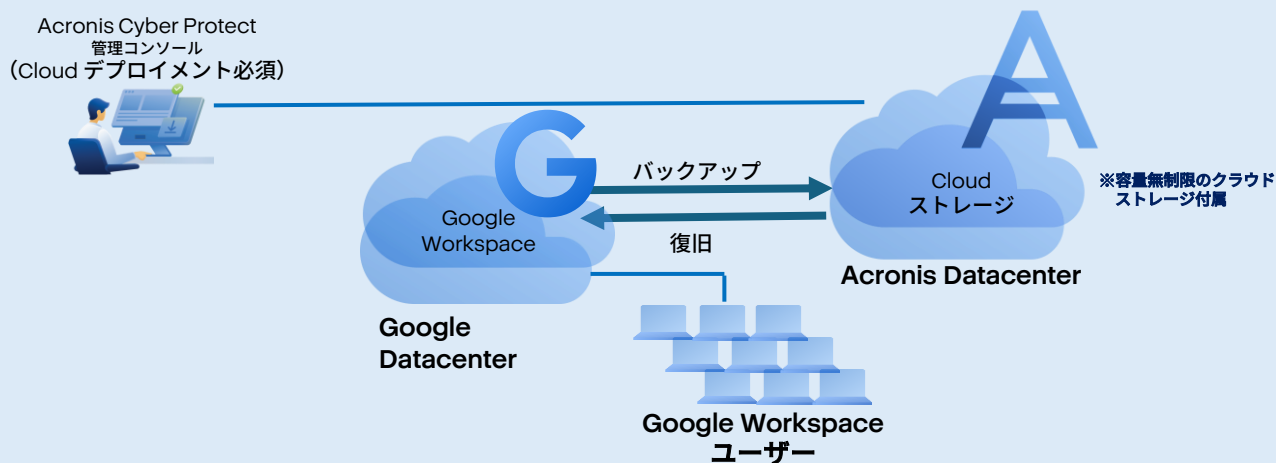 Acronis Cyber Protect
管理コンソール
(Cloud デプロイメント必須)
バックアップ
Google
Workspace
復旧
Cloud
ストレージ
※容量無制限のクラウド
ストレージ付属
Acronis Datacenter
Google
Datacenter
Google Workspace
ユーザー